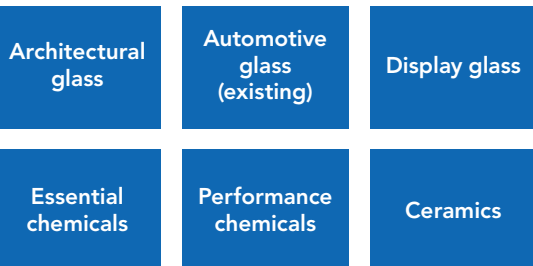 Architectural
glass
Automotive
glass
(existing)
Display glass
Essential
chemicals
Performance
chemicals
Ceramics